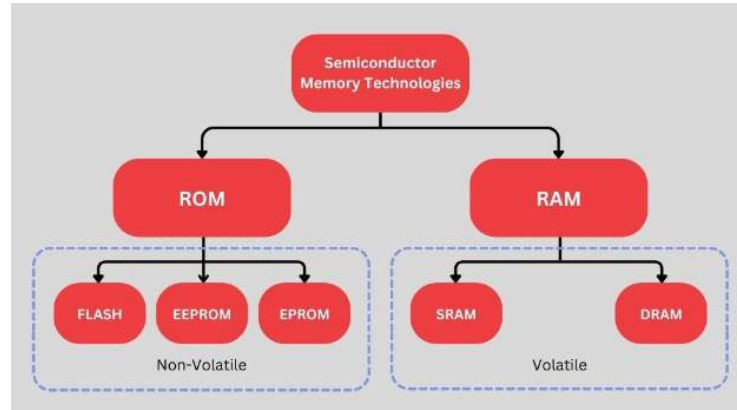 Semiconductor
Memory Technologies
ROM
RAM
FLASH
EEPROM
EPROM
SRAM
DRAM
Non-Volatile
Volatile